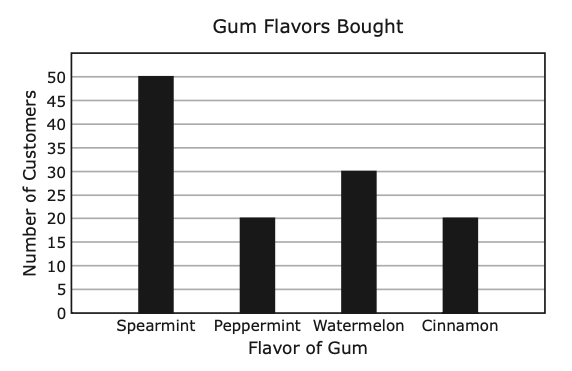 Gum Flavors Bought
Number of Customers
50
45
40
35
30
25
20
15
10
5
0
Spearmint Peppermint Watermelon Cinnamon
Flavor of Gum